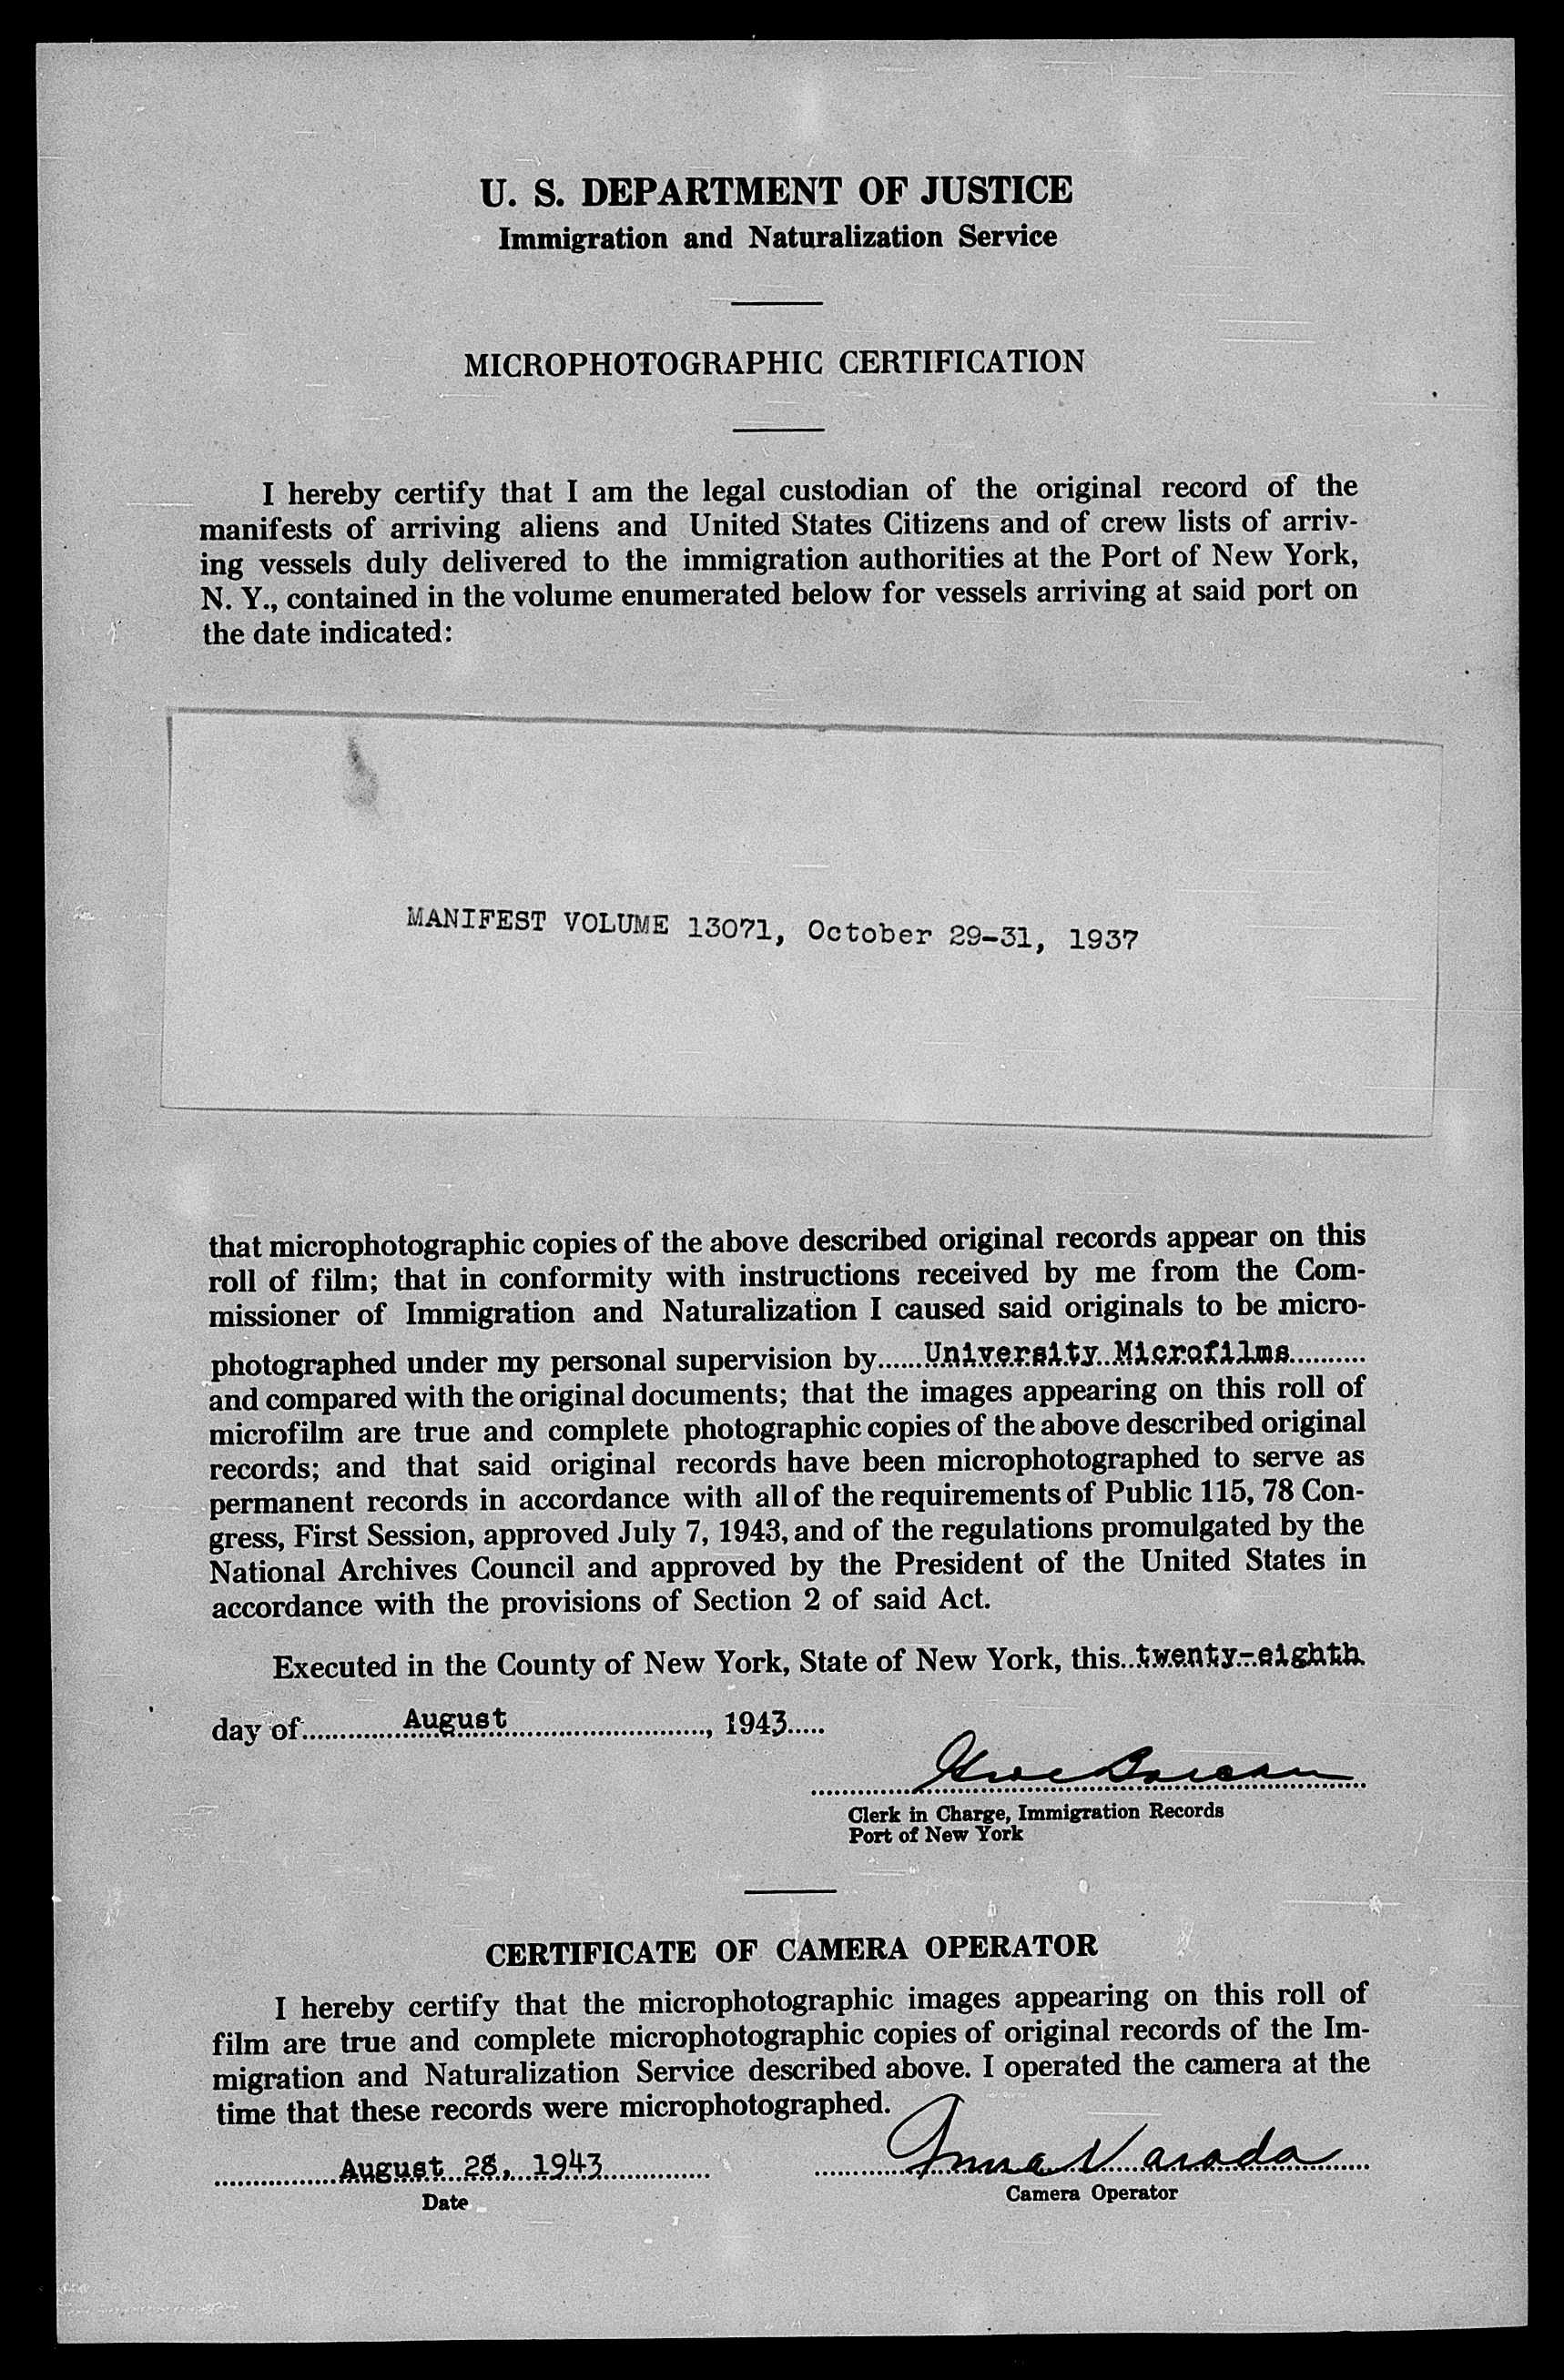 U. S. DEPARTMENT OF JUSTICE
Immigration and Naturalization Service
MICROPHOTOGRAPHIC CERTIFICATION
I hereby certify that I am the legal custodian of the original record of the
manifests of arriving aliens and United States Citizens and of crew lists of arriv-
ing vessels duly delivered to the immigration authorities at the Port of New York,
N. Y., contained in the volume enumerated below for vessels arriving at said port on
the date indicated:
MANIFEST VOLUME 13071, October 29-31, 1937
that microphotographic copies of the above described original records appear on this
roll of film; that in conformity with instructions received by me from the Com-
missioner of Immigration and Naturalization I caused said originals to be micro-
photographed under my personal supervision by......University Microfilms..........
and compared with the original documents; that the images appearing on this roll of
microfilm are true and complete photographic copies of the above described original
records; and that said original records have been microphotographed to serve as
permanent records in accordance with all of the requirements of Public 115, 78 Con-
gress, First Session, approved July 7, 1943, and of the regulations promulgated by the
National Archives Council and approved by the President of the United States in
accordance with the provisions of Section 2 of said Act.
Executed in the County of New York, State of New York, this..twenty-eighth
day of.............August........................., 1943.....
Clerk in Charge, Immigration Records
Port of New York
CERTIFICATE OF CAMERA OPERATOR
I hereby certify that the microphotographic images appearing on this roll of
film are true and complete microphotographic copies of original records of the Im-
migration and Naturalization Service described above. I operated the camera at the
time that these records were microphotographed.
August 28, 1943
Anna Varada
Date
Camera Operator